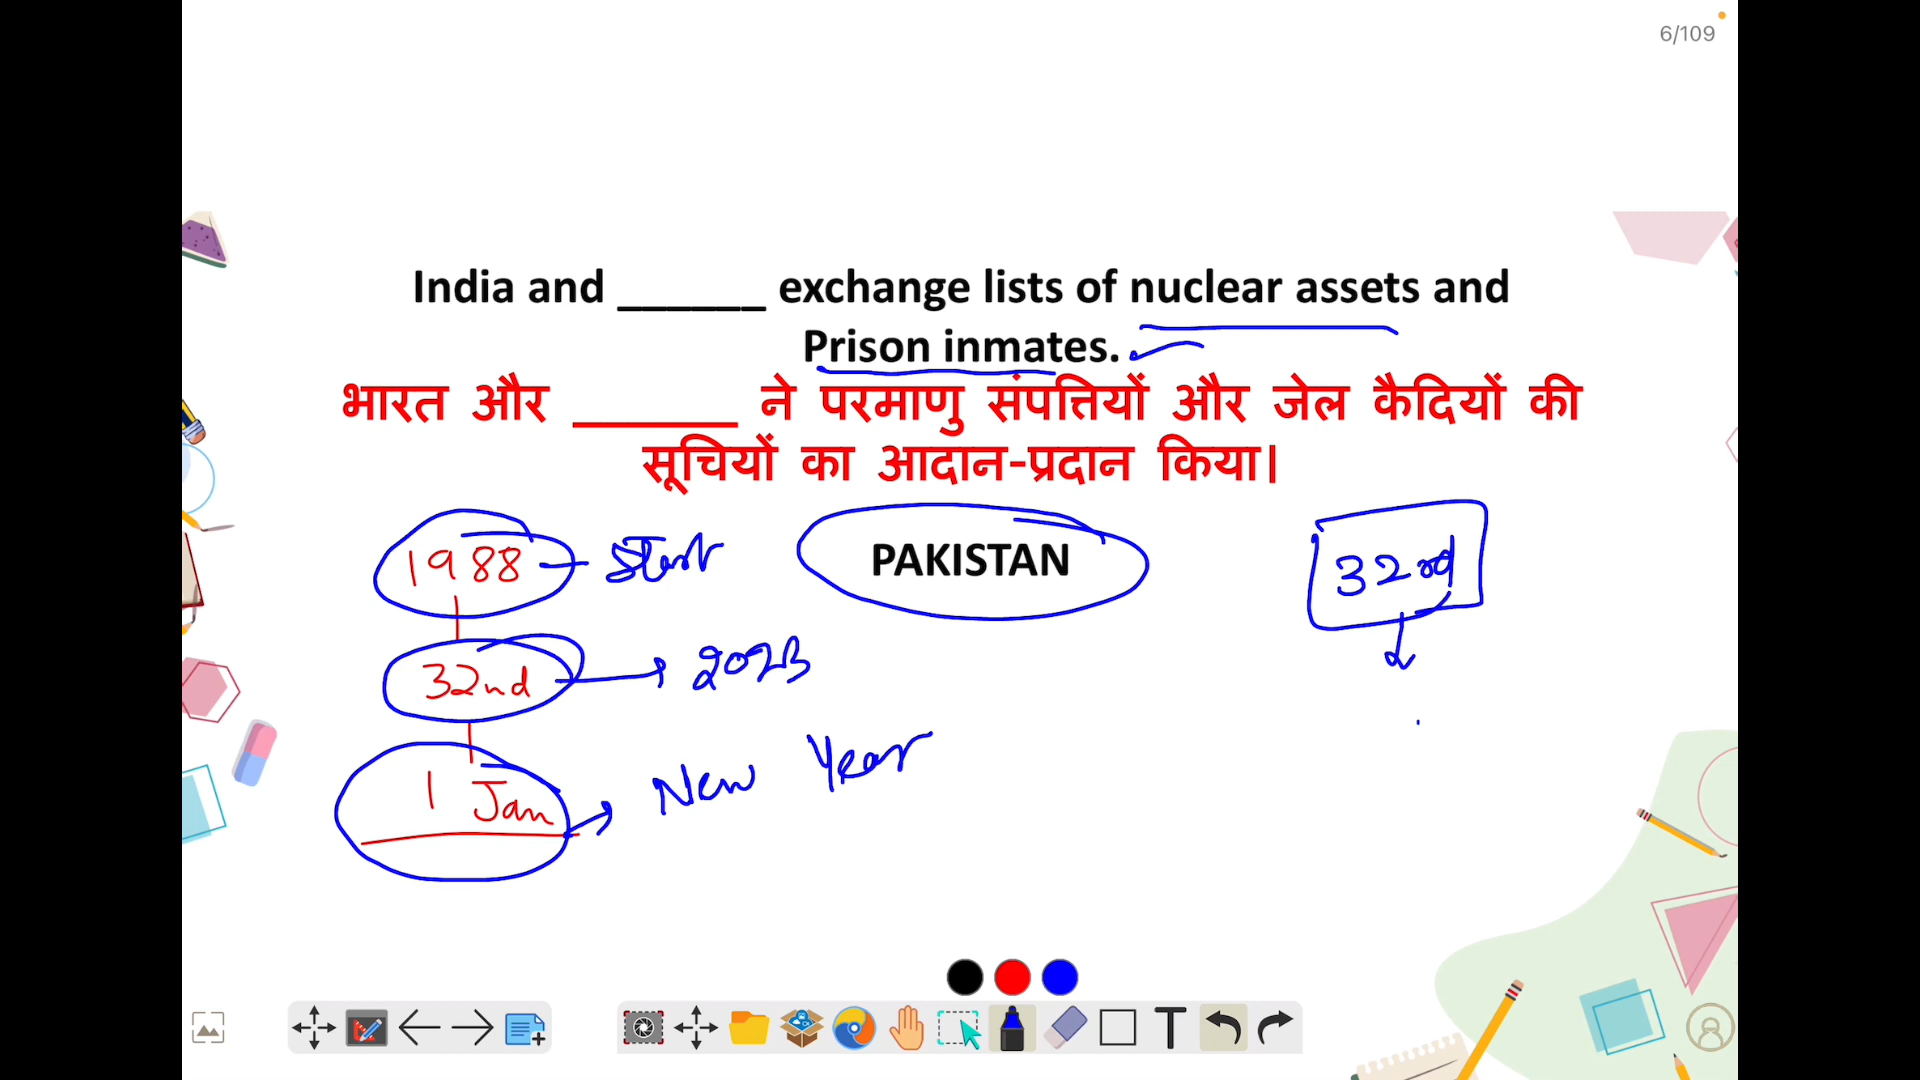 6/109
India and ______ exchange lists of nuclear assets and
Prison inmates.
भारत और ______ ने परमाणु संपत्तियों और जेल कैदियों की
सूचियों का आदान-प्रदान किया।
1988 - Start
PAKISTAN
32nd
32nd → 2023
1 Jan → New Year
T